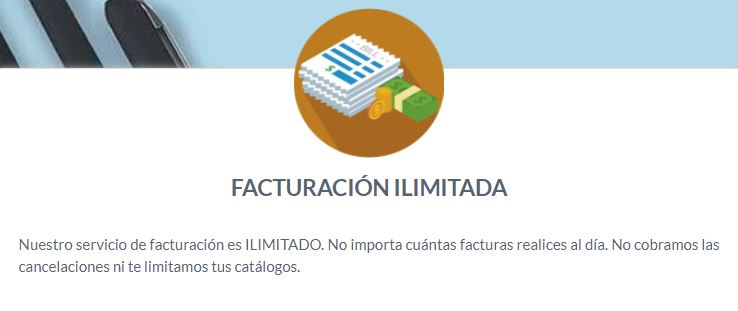 BILL
FACTURACIÓN ILIMITADA
Nuestro servicio de facturación es ILIMITADO. No importa cuántas facturas realices al día. No cobramos las
cancelaciones ni te limitamos tus catálogos.